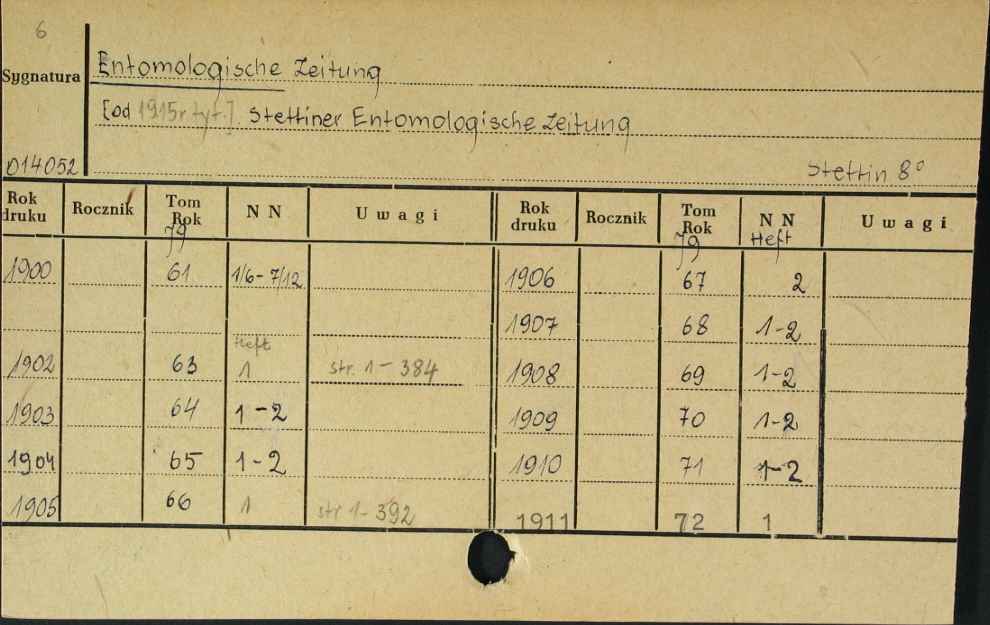 6
Sygnatura
Entomologische Zeitung
[od 1915r tyt.] Stettiner Entomologische Zeitung
014052
Stettin 8°
Rok druku Rocznik Tom Rok N N Uwagi Rok druku Rocznik Tom Rok N N Uwagi
Jg Jg Heft
1900 61 1/6-7/12 1906 67 2
1907 68 1-2
Heft
1902 63 1 str. 1-384 1908 69 1-2
1903 64 1-2 1909 70 1-2
1904 65 1-2 1910 71 1-2
1905 66 1 str 1-392 1911 72 1